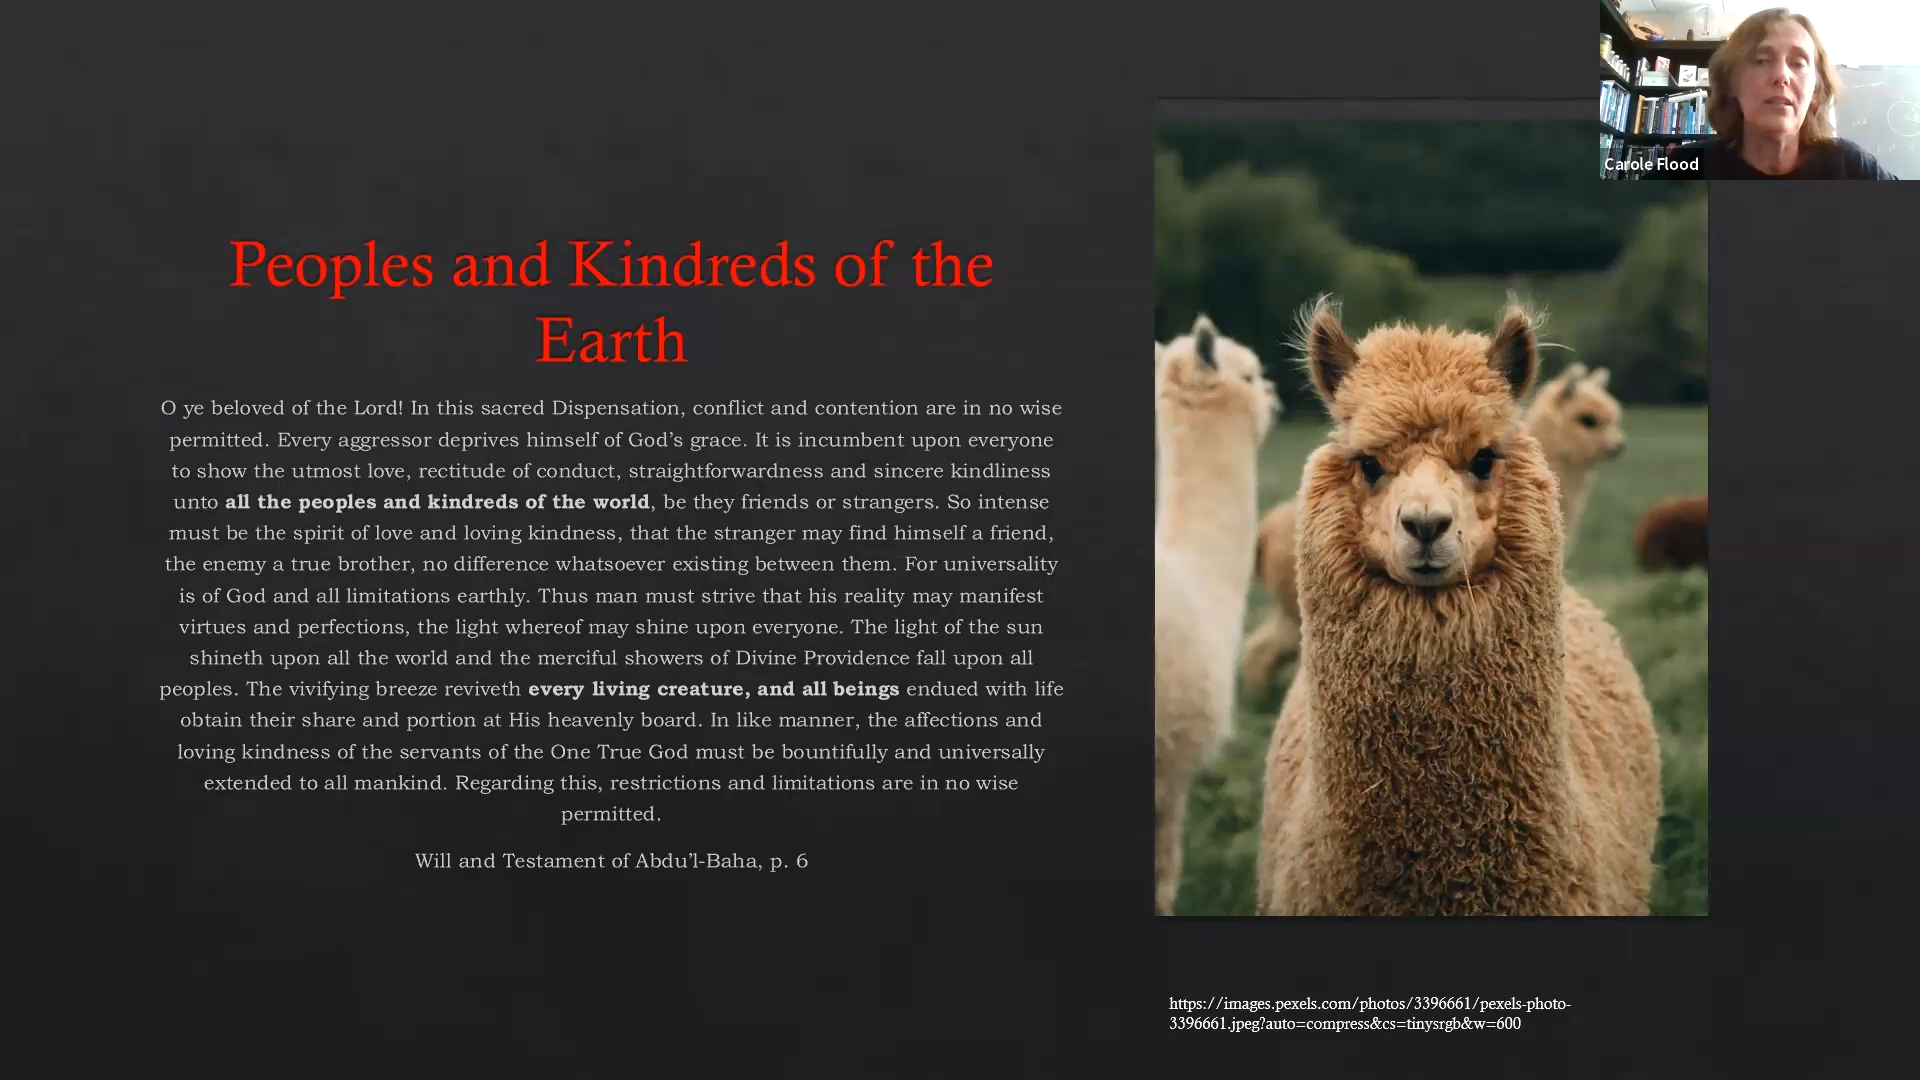 Carole Flood
Peoples and Kindreds of the
Earth
O ye beloved of the Lord! In this sacred Dispensation, conflict and contention are in no wise
permitted. Every aggressor deprives himself of God’s grace. It is incumbent upon everyone
to show the utmost love, rectitude of conduct, straightforwardness and sincere kindliness
unto all the peoples and kindreds of the world, be they friends or strangers. So intense
must be the spirit of love and loving kindness, that the stranger may find himself a friend,
the enemy a true brother, no difference whatsoever existing between them. For universality
is of God and all limitations earthly. Thus man must strive that his reality may manifest
virtues and perfections, the light whereof may shine upon everyone. The light of the sun
shineth upon all the world and the merciful showers of Divine Providence fall upon all
peoples. The vivifying breeze reviveth every living creature, and all beings endued with life
obtain their share and portion at His heavenly board. In like manner, the affections and
loving kindness of the servants of the One True God must be bountifully and universally
extended to all mankind. Regarding this, restrictions and limitations are in no wise
permitted.
Will and Testament of Abdu’l-Baha, p. 6
https://images.pexels.com/photos/3396661/pexels-photo-
3396661.jpeg?auto=compress&cs=tinysrgb&w=600